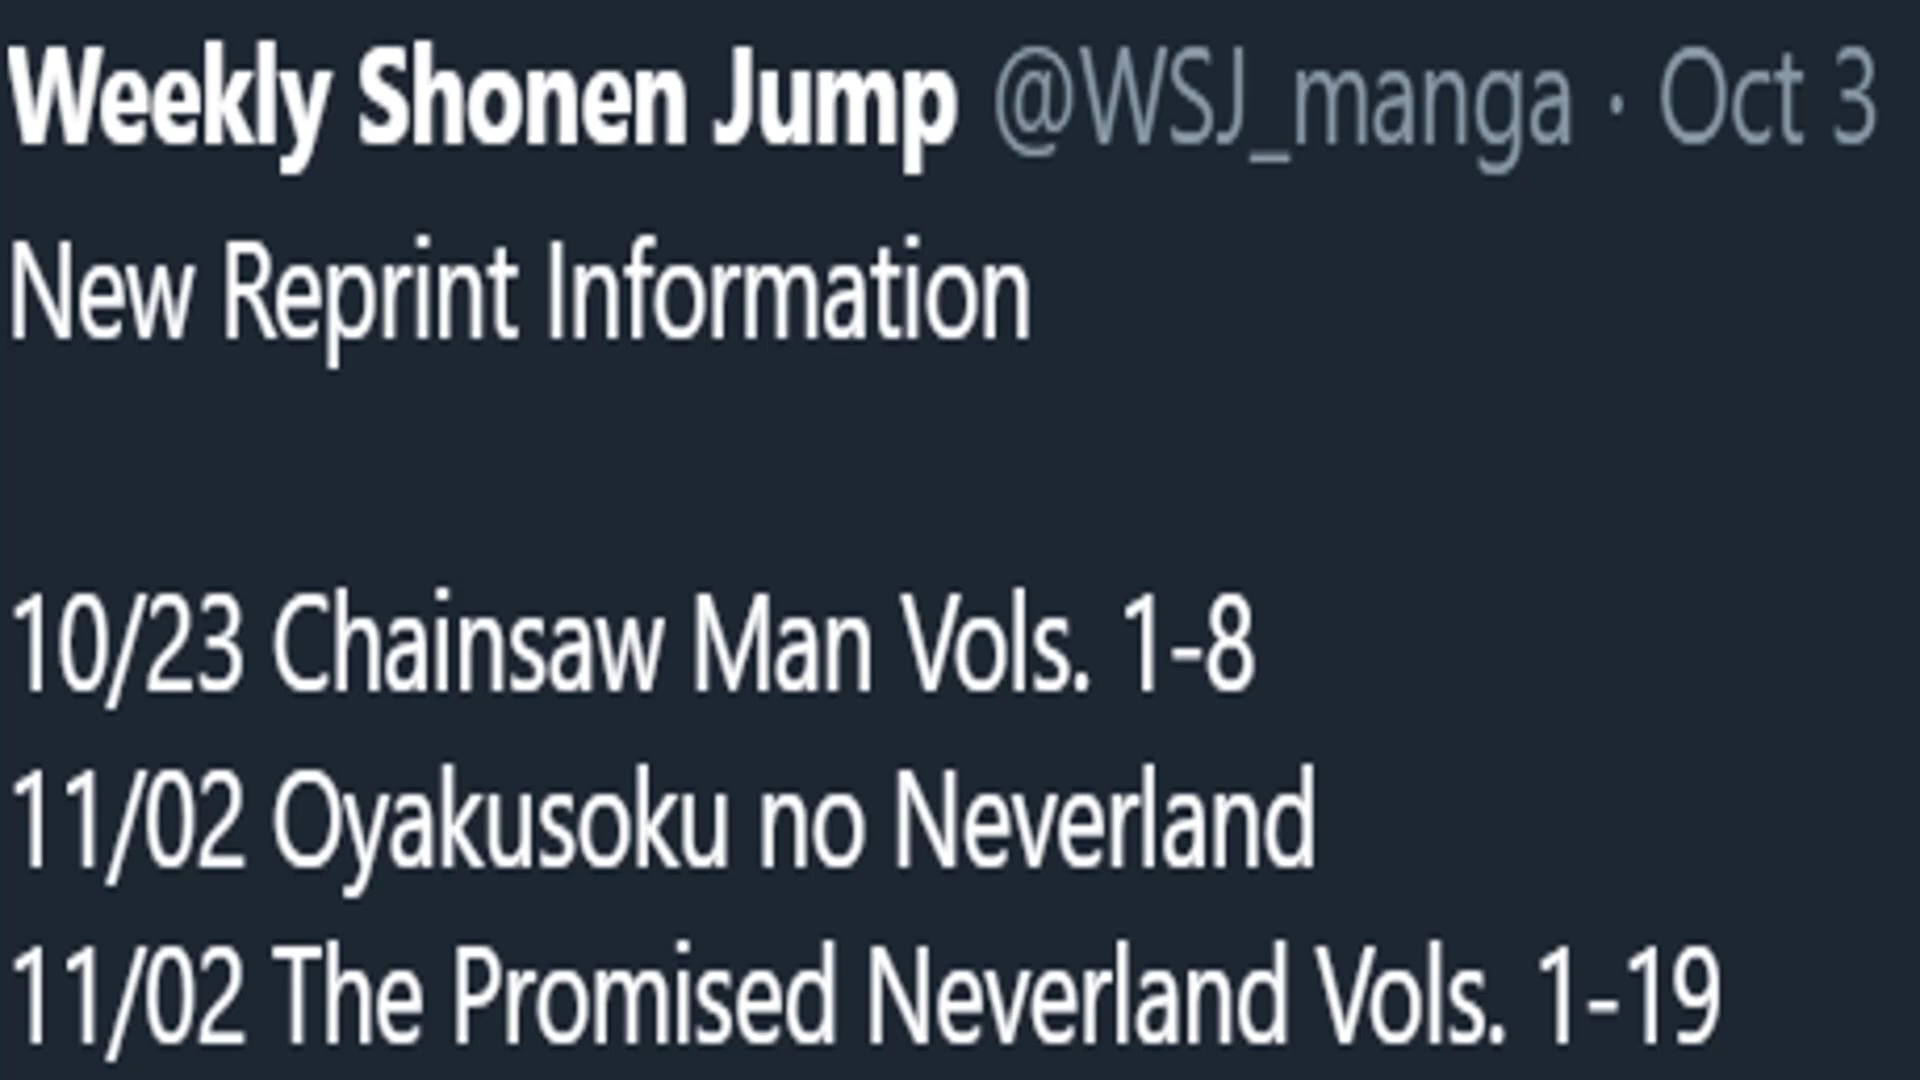 Weekly Shonen Jump @WSJ_manga · Oct 3
New Reprint Information
10/23 Chainsaw Man Vols. 1-8
11/02 Oyakusoku no Neverland
11/02 The Promised Neverland Vols. 1-19